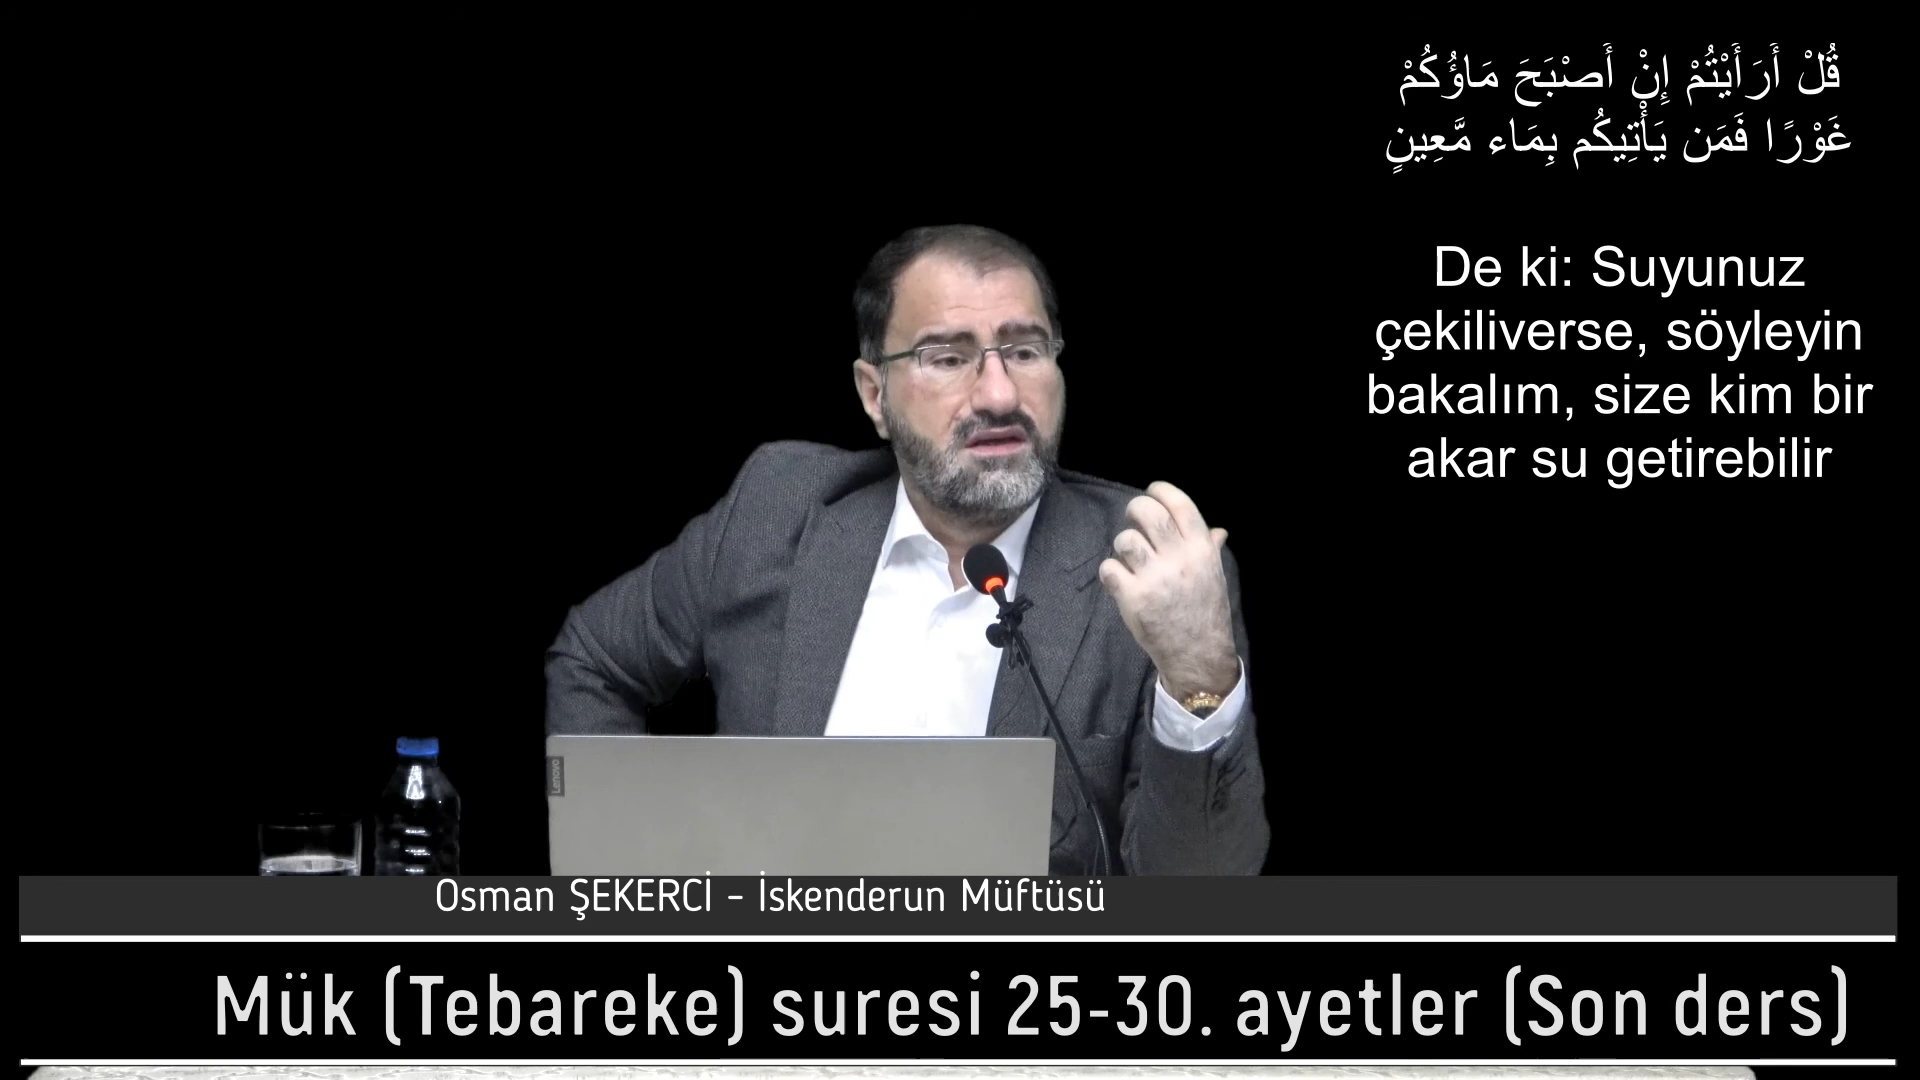 قُلْ أَرَأَيْتُمْ إِنْ أَصْبَحَ مَاؤُكُمْ
غَوْرًا فَمَن يَأْتِيكُم بِمَاء مَّعِينٍ
De ki: Suyunuz
çekiliverse, söyleyin
bakalım, size kim bir
akar su getirebilir
Lenovo
Osman ŞEKERCİ - İskenderun Müftüsü
Mük (Tebareke) suresi 25-30. ayetler (Son ders)